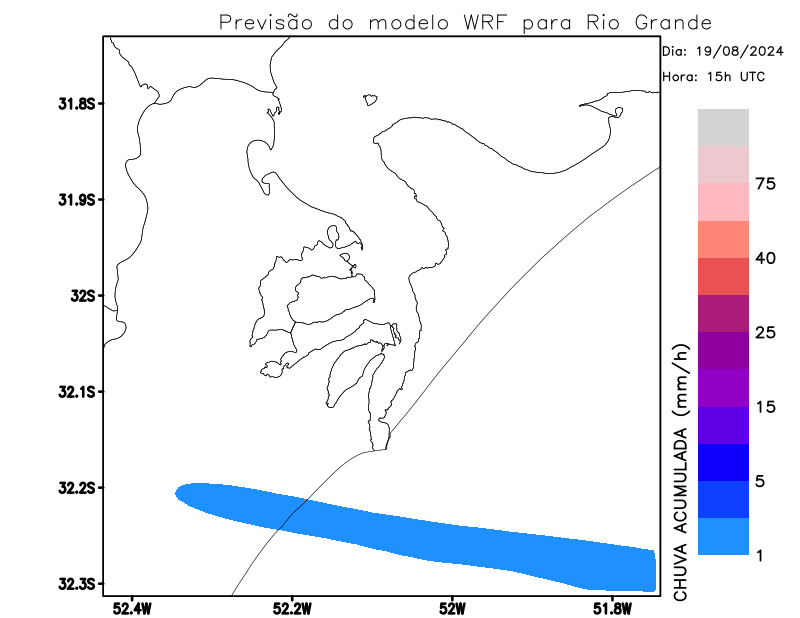 Previsão do modelo WRF para Rio Grande
Dia: 19/08/2024
Hora: 15h UTC
31.8S
31.9S
32S
32.1S
32.2S
32.3S
52.4W
52.2W
52W
51.8W
75
40
25
15
5
1
CHUVA ACUMULADA (mm/h)